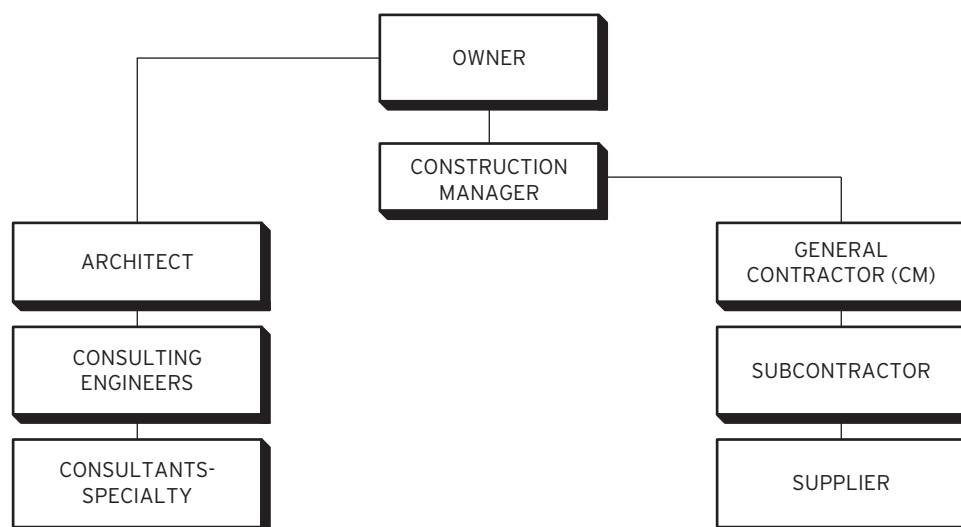 OWNER
CONSTRUCTION
MANAGER
ARCHITECT
GENERAL
CONTRACTOR (CM)
CONSULTING
ENGINEERS
SUBCONTRACTOR
CONSULTANTS-
SPECIALTY
SUPPLIER